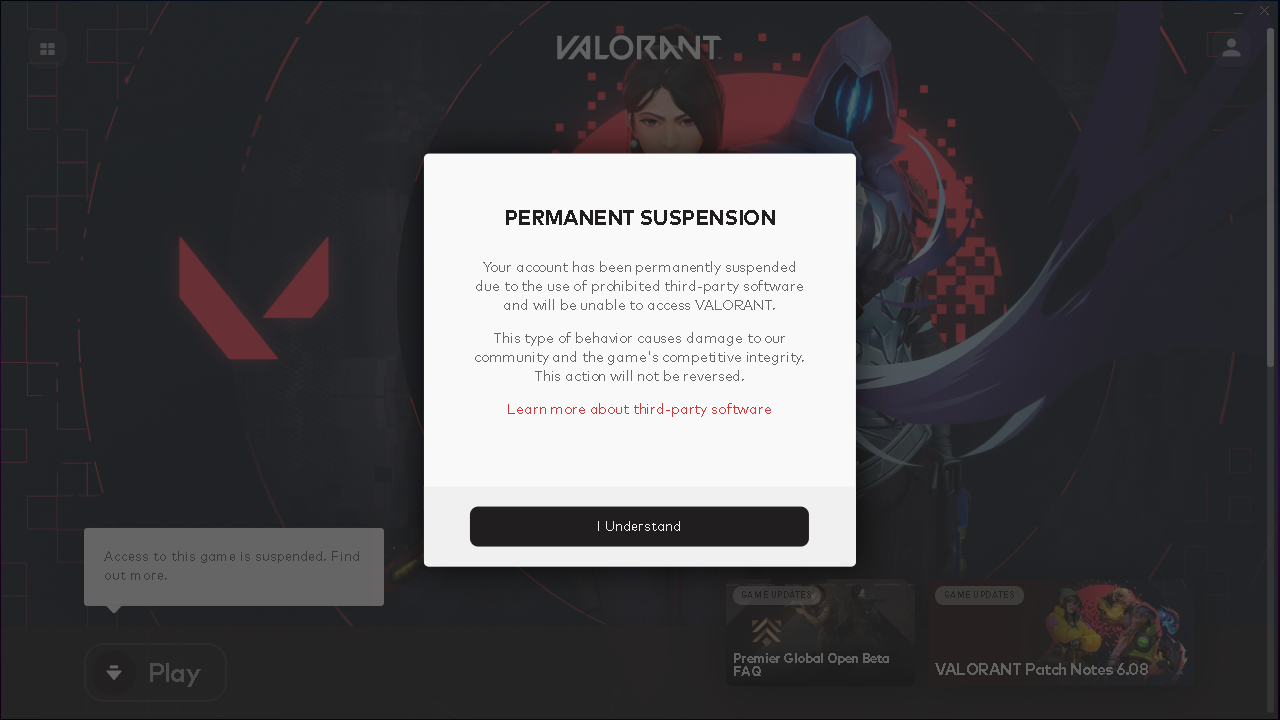 VALORANT
PERMANENT SUSPENSION
Your account has been permanently suspended
due to the use of prohibited third-party software
and will be unable to access VALORANT.
This type of behavior causes damage to our
community and the game's competitive integrity.
This action will not be reversed.
Learn more about third-party software
I Understand
Access to this game is suspended. Find
out more.
Play
GAME UPDATES
Premier Global Open Beta
FAQ
GAME UPDATES
VALORANT Patch Notes 6.08